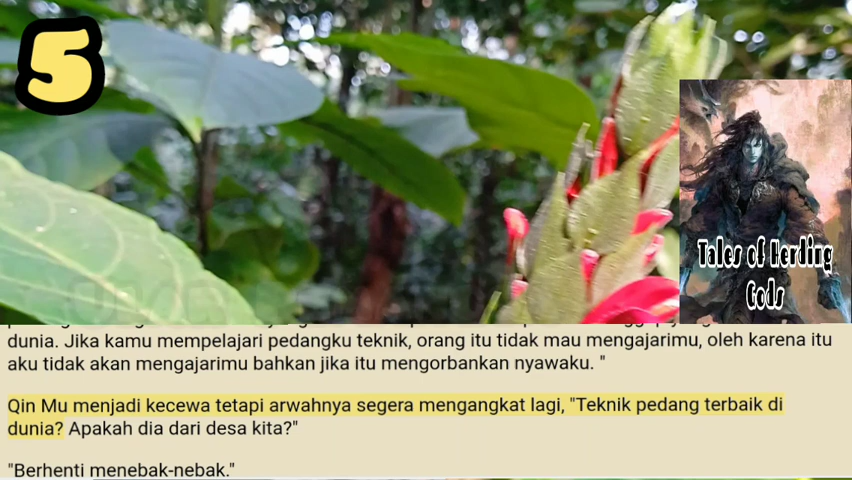 5
Tales of Herding
Gods
dunia. Jika kamu mempelajari pedangku teknik, orang itu tidak mau mengajarimu, oleh karena itu
aku tidak akan mengajarimu bahkan jika itu mengorbankan nyawaku. "
Qin Mu menjadi kecewa tetapi arwahnya segera mengangkat lagi, "Teknik pedang terbaik di
dunia? Apakah dia dari desa kita?"
"Berhenti menebak-nebak."